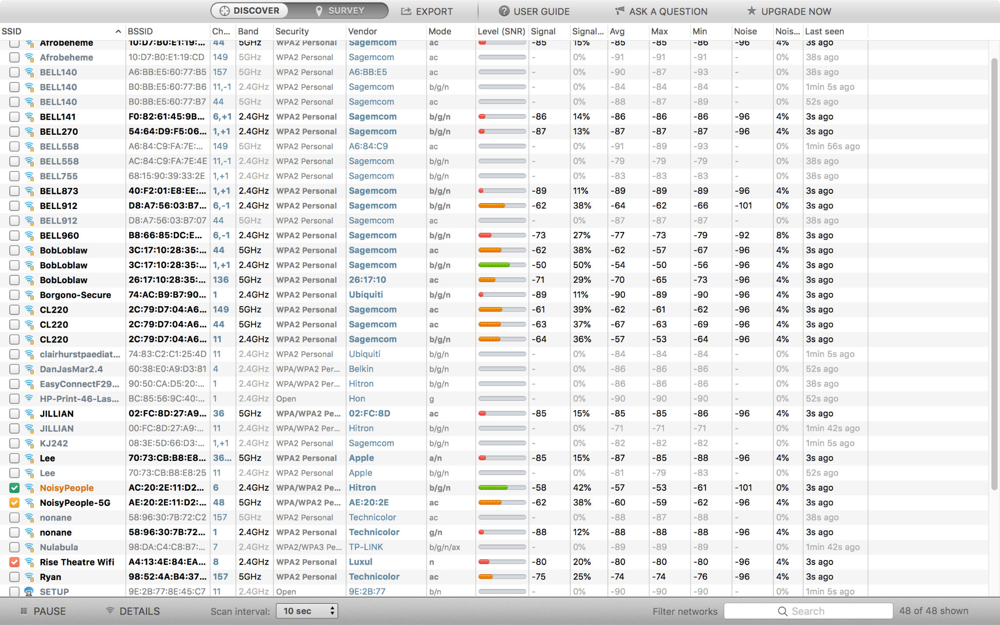 DISCOVER SURVEY EXPORT USER GUIDE ASK A QUESTION UPGRADE NOW
SSID BSSID Ch... Band Security Vendor Mode Level (SNR) Signal Signal... Avg Max Min Noise Nois... Last seen
Afrobeheme 10:D7:B0:E1:19:... 44 5GHz WPA2 Personal Sagemcom ac -85 15% -85 -85 -86 -96 4% 3s ago
Afrobeheme 10:D7:B0:E1:19:CD 149 5GHz WPA2 Personal Sagemcom ac - 0% -91 -91 -91 - 0% 38s ago
BELL140 A6:BB:E5:60:77:B5 157 5GHz WPA2 Personal A6:BB:E5 ac - 0% -90 -87 -93 - 0% 38s ago
BELL140 B0:BB:E5:60:77:B6 11,-1 2.4GHz WPA2 Personal Sagemcom b/g/n - 0% -84 -84 -84 - 0% 1min 5s ago
BELL140 B0:BB:E5:60:77:B7 44 5GHz WPA2 Personal Sagemcom ac - 0% -88 -87 -89 - 0% 52s ago
BELL141 F0:82:61:45:9B... 6,+1 2.4GHz WPA2 Personal Sagemcom b/g/n -86 14% -86 -86 -86 -96 4% 3s ago
BELL270 54:64:D9:F5:06... 1,+1 2.4GHz WPA2 Personal Sagemcom b/g/n -87 13% -87 -87 -87 -96 4% 3s ago
BELL558 A6:84:C9:FA:7E:... 149 5GHz WPA2 Personal A6:84:C9 ac - 0% -91 -89 -93 - 0% 1min 56s ago
BELL558 AC:84:C9:FA:7E:4E 11,-1 2.4GHz WPA2 Personal Sagemcom b/g/n - 0% -79 -79 -79 - 0% 38s ago
BELL755 68:15:90:39:33:2E 1,+1 2.4GHz WPA2 Personal Sagemcom b/g/n - 0% -83 -83 -83 - 0% 38s ago
BELL873 40:F2:01:E8:EE:... 1,+1 2.4GHz WPA2 Personal Sagemcom b/g/n -89 11% -89 -89 -89 -96 4% 3s ago
BELL912 D8:A7:56:03:B7... 6,-1 2.4GHz WPA2 Personal Sagemcom b/g/n -62 38% -64 -62 -66 -101 0% 3s ago
BELL912 D8:A7:56:03:B7:07 44 5GHz WPA2 Personal Sagemcom ac - 0% -87 -87 -87 - 0% 38s ago
BELL960 B8:66:85:DC:E... 6,-1 2.4GHz WPA2 Personal Sagemcom b/g/n -73 27% -77 -73 -79 -92 8% 3s ago
BobLoblaw 3C:17:10:28:35:... 44 5GHz WPA2 Personal Sagemcom ac -62 38% -62 -57 -67 -96 4% 3s ago
BobLoblaw 3C:17:10:28:35:... 1,+1 2.4GHz WPA2 Personal Sagemcom b/g/n -50 50% -54 -50 -56 -96 4% 3s ago
BobLoblaw 26:17:10:28:35:... 136 5GHz WPA2 Personal 26:17:10 ac -71 29% -70 -65 -73 -96 4% 3s ago
Borgono-Secure 74:AC:B9:B7:90... 1 2.4GHz WPA2 Personal Ubiquiti b/g/n -89 11% -90 -89 -90 -96 4% 3s ago
CL220 2C:79:D7:04:A6... 149 5GHz WPA2 Personal Sagemcom ac -61 39% -62 -61 -62 -96 4% 3s ago
CL220 2C:79:D7:04:A6... 44 5GHz WPA2 Personal Sagemcom ac -63 37% -67 -63 -69 -96 4% 3s ago
CL220 2C:79:D7:04:A6... 11 2.4GHz WPA2 Personal Sagemcom b/g/n -64 36% -57 -53 -64 -96 4% 3s ago
clairhurstpaediat... 74:83:C2:C1:25:4D 11 2.4GHz WPA2 Personal Ubiquiti b/g/n - 0% -84 -84 -84 - 0% 1min 5s ago
DanJasMar2.4 60:38:E0:A9:D3:81 4 2.4GHz WPA/WPA2 Per... Belkin b/g/n - 0% -86 -86 -86 - 0% 52s ago
EasyConnectF29... 90:50:CA:D5:20:... 1 2.4GHz WPA/WPA2 Per... Hitron b/g/n - 0% -86 -86 -86 - 0% 38s ago
HP-Print-46-Las... BC:85:56:9C:40:... 1 2.4GHz Open Hon g - 0% -90 -90 -90 - 0% 52s ago
JILLIAN 02:FC:8D:27:A9... 36 5GHz WPA/WPA2 Pe... 02:FC:8D ac -85 15% -85 -85 -86 -96 4% 3s ago
JILLIAN 00:FC:8D:27:A9:... 11 2.4GHz WPA/WPA2 Per... Hitron b/g/n - 0% -71 -71 -71 - 0% 1min 42s ago
KJ242 08:3E:5D:66:D3:... 1,+1 2.4GHz WPA2 Personal Sagemcom b/g/n - 0% -82 -82 -82 - 0% 1min 5s ago
Lee 70:73:CB:B8:E8... 36... 5GHz WPA2 Personal Apple a/n -85 15% -87 -85 -88 -96 4% 3s ago
Lee 70:73:CB:B8:E8:25 11 2.4GHz WPA2 Personal Apple b/g/n - 0% -81 -79 -83 - 0% 52s ago
NoisyPeople AC:20:2E:11:D2... 6 2.4GHz WPA/WPA2 Pe... Hitron b/g/n -58 42% -57 -53 -61 -101 0% 3s ago
NoisyPeople-5G AE:20:2E:11:D2:... 48 5GHz WPA/WPA2 Pe... AE:20:2E ac -62 38% -60 -59 -62 -96 4% 3s ago
nonane 58:96:30:7B:72:C2 157 5GHz WPA2 Personal Technicolor ac - 0% -88 -87 -88 - 0% 38s ago
nonane 58:96:30:7B:72... 1 2.4GHz WPA2 Personal Technicolor g/n -88 12% -88 -88 -88 -96 4% 3s ago
Nulabula 98:DA:C4:C8:B7:... 7 2.4GHz WPA2/WPA3 Pe... TP-LINK b/g/n/ax - 0% -89 -89 -89 - 0% 1min 42s ago
Rise Theatre Wifi A4:13:4E:84:EA... 8 2.4GHz WPA2 Personal Luxul n -80 20% -80 -80 -80 -96 4% 3s ago
Ryan 98:52:4A:B4:37... 157 5GHz WPA2 Personal Technicolor ac -75 25% -74 -74 -76 -96 4% 3s ago
SETUP 9E:2B:77:8E:45:C7 11 2.4GHz Open 9E:2B:77 b/n - 0% -90 -90 -90 - 0% 1min 5s ago
PAUSE DETAILS Scan interval: 10 sec Filter networks Search 48 of 48 shown